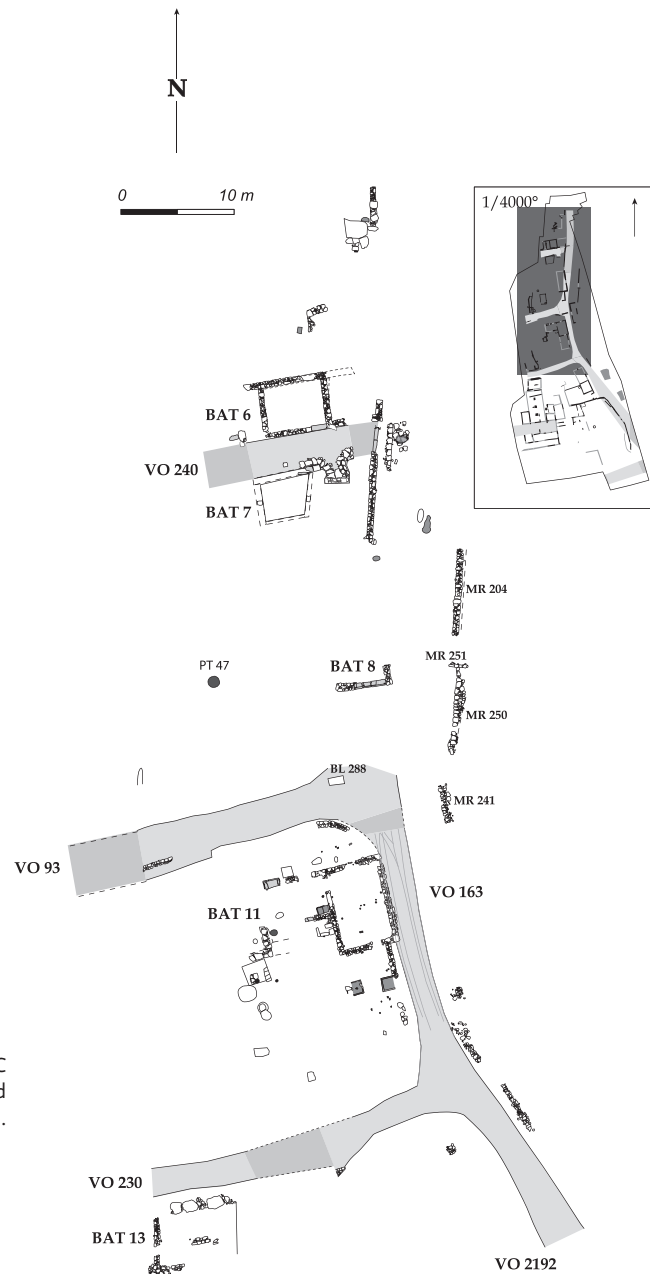 N
0 10 m
1/4000°
BAT 6
VO 240
BAT 7
MR 204
MR 251
PT 47
BAT 8
MR 250
BL 288
MR 241
VO 93
VO 163
BAT 11
C
d
.
VO 230
BAT 13
VO 2192